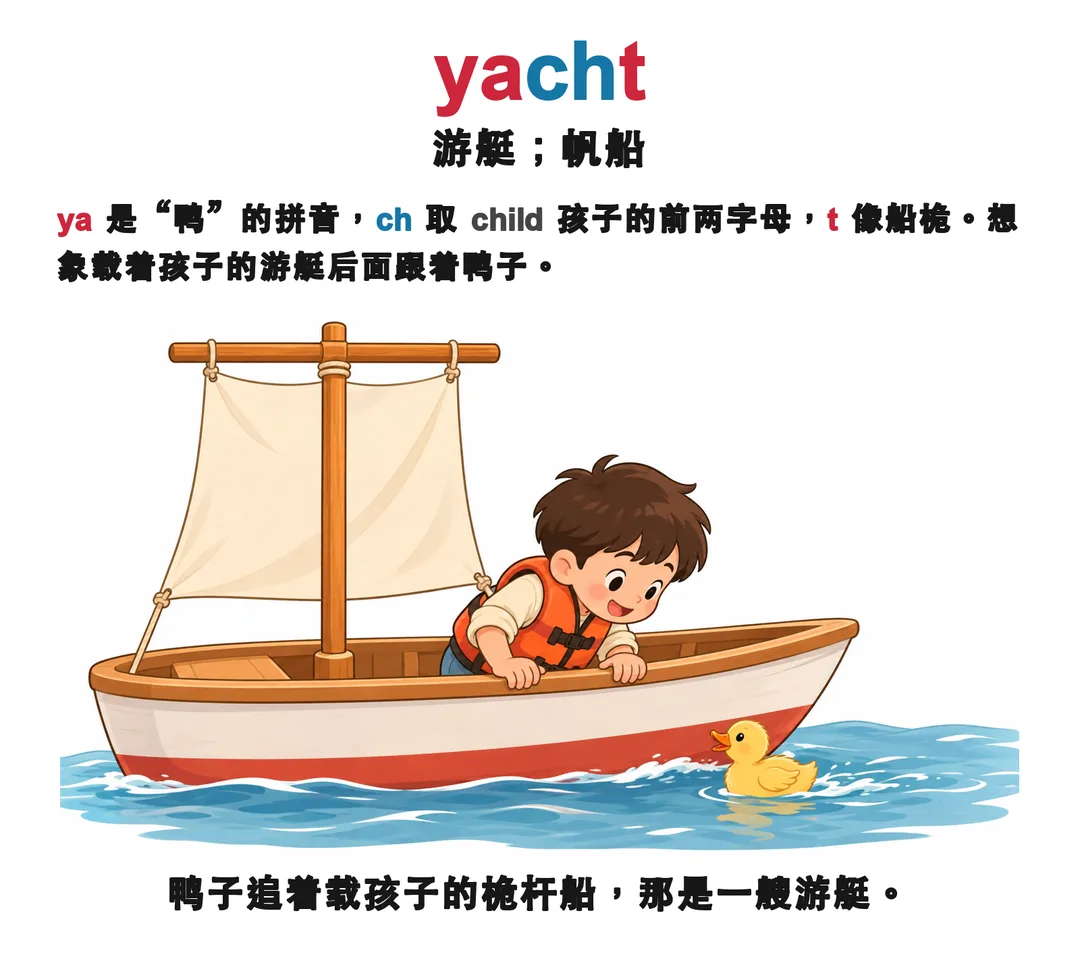 yacht
游艇；帆船
ya 是“鸭”的拼音，ch 取 child 孩子的前两字母，t 像船桅。想
象载着孩子的游艇后面跟着鸭子。
鸭子追着载孩子的桅杆船，那是一艘游艇。